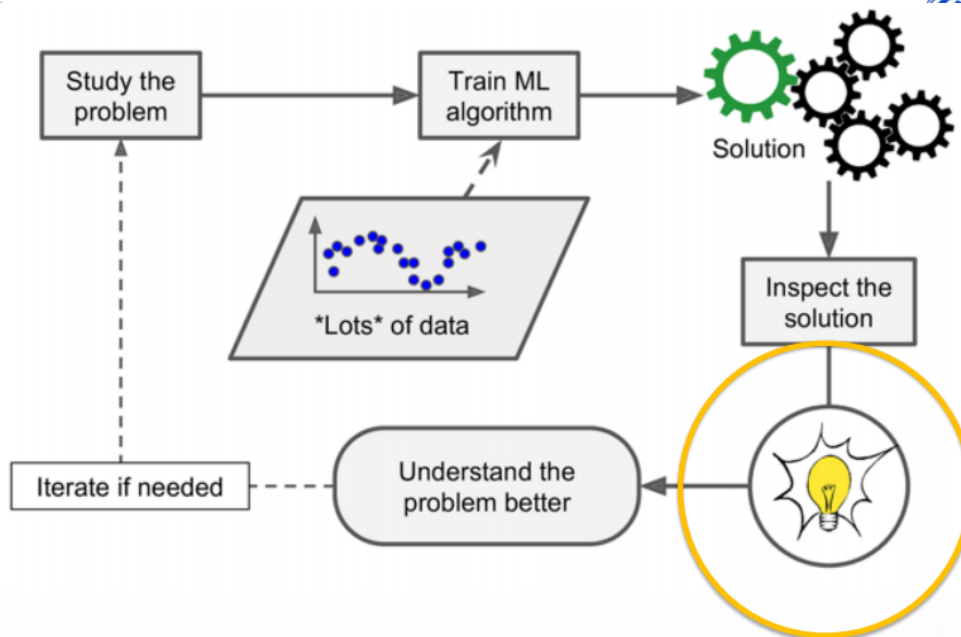 Study the
problem
Train ML
algorithm
Solution
*Lots* of data
Inspect the
solution
Understand the
problem better
Iterate if needed